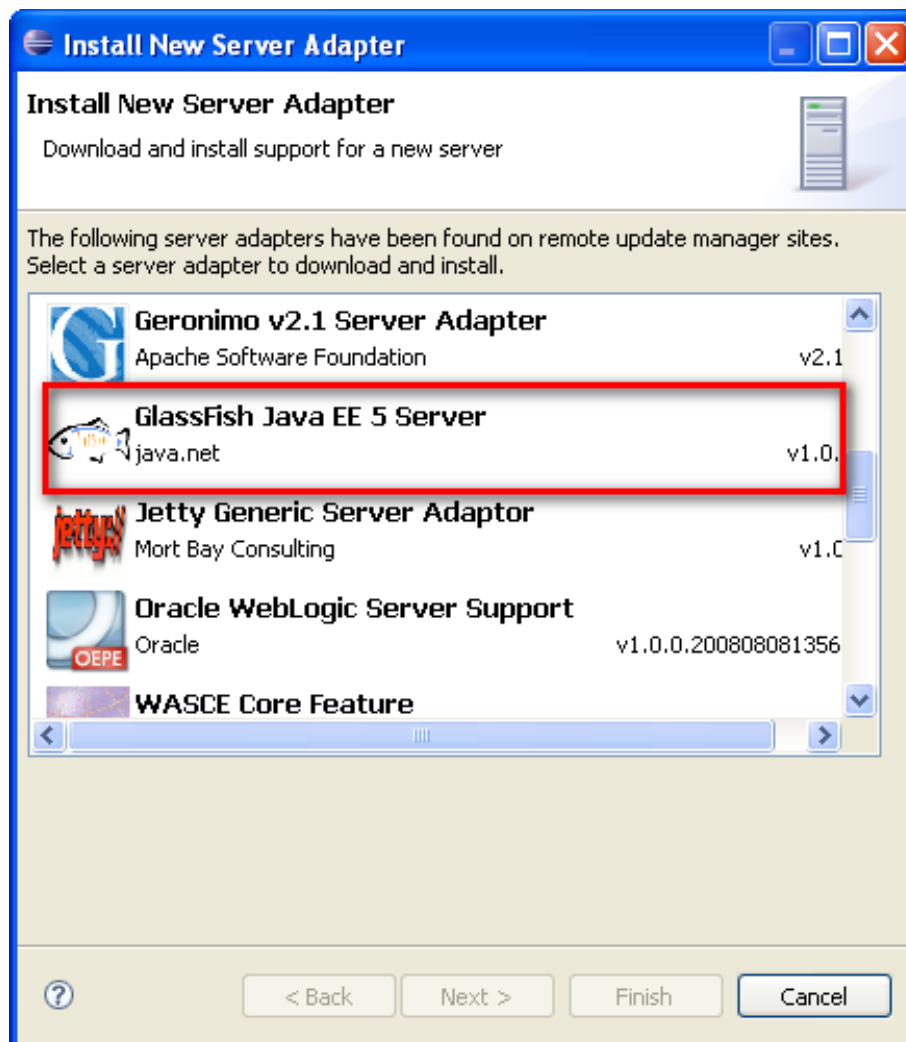 Install New Server Adapter
Install New Server Adapter
Download and install support for a new server
The following server adapters have been found on remote update manager sites.
Select a server adapter to download and install.
G
Geronimo v2.1 Server Adapter
Apache Software Foundation v2.1
GlassFish Java EE 5 Server
java.net v1.0.
jetty://
Jetty Generic Server Adaptor
Mort Bay Consulting v1.0
Oracle WebLogic Server Support
Oracle v1.0.0.200808081356
OEPE
WASCE Core Feature
? < Back Next > Finish Cancel